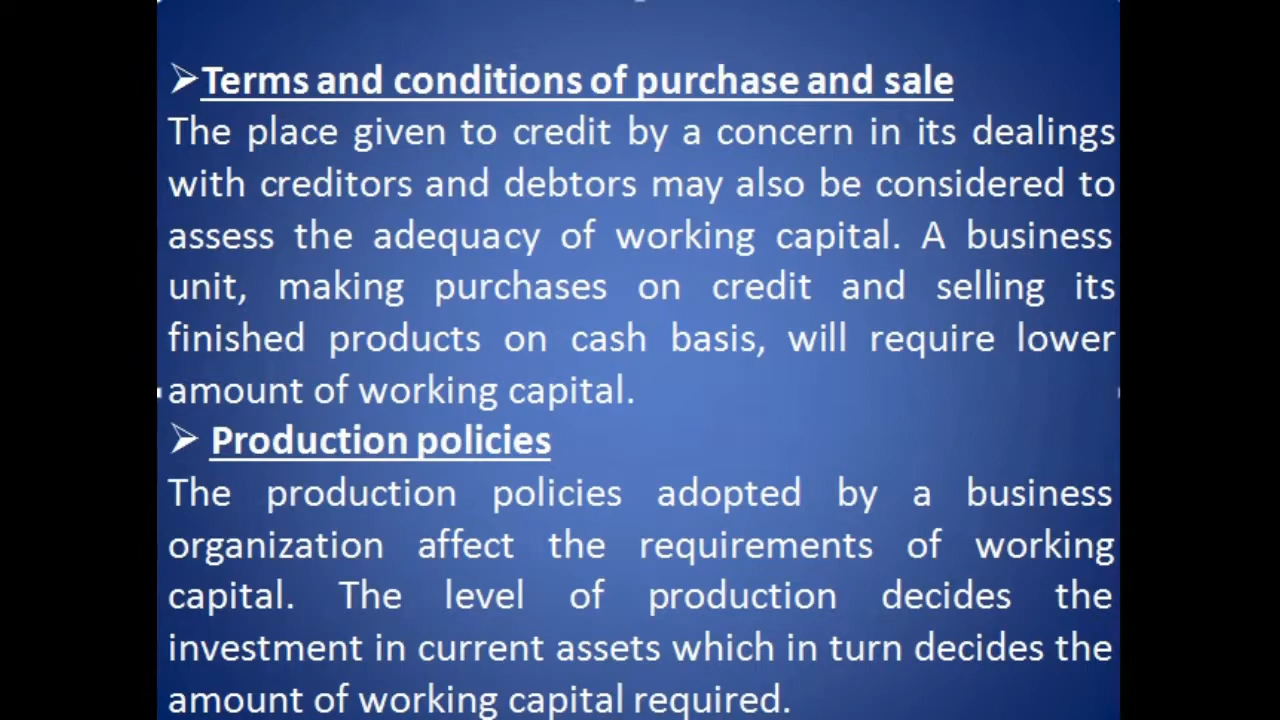 ➢Terms and conditions of purchase and sale
The place given to credit by a concern in its dealings
with creditors and debtors may also be considered to
assess the adequacy of working capital. A business
unit, making purchases on credit and selling its
finished products on cash basis, will require lower
amount of working capital.
➢ Production policies
The production policies adopted by a business
organization affect the requirements of working
capital. The level of production decides the
investment in current assets which in turn decides the
amount of working capital required.